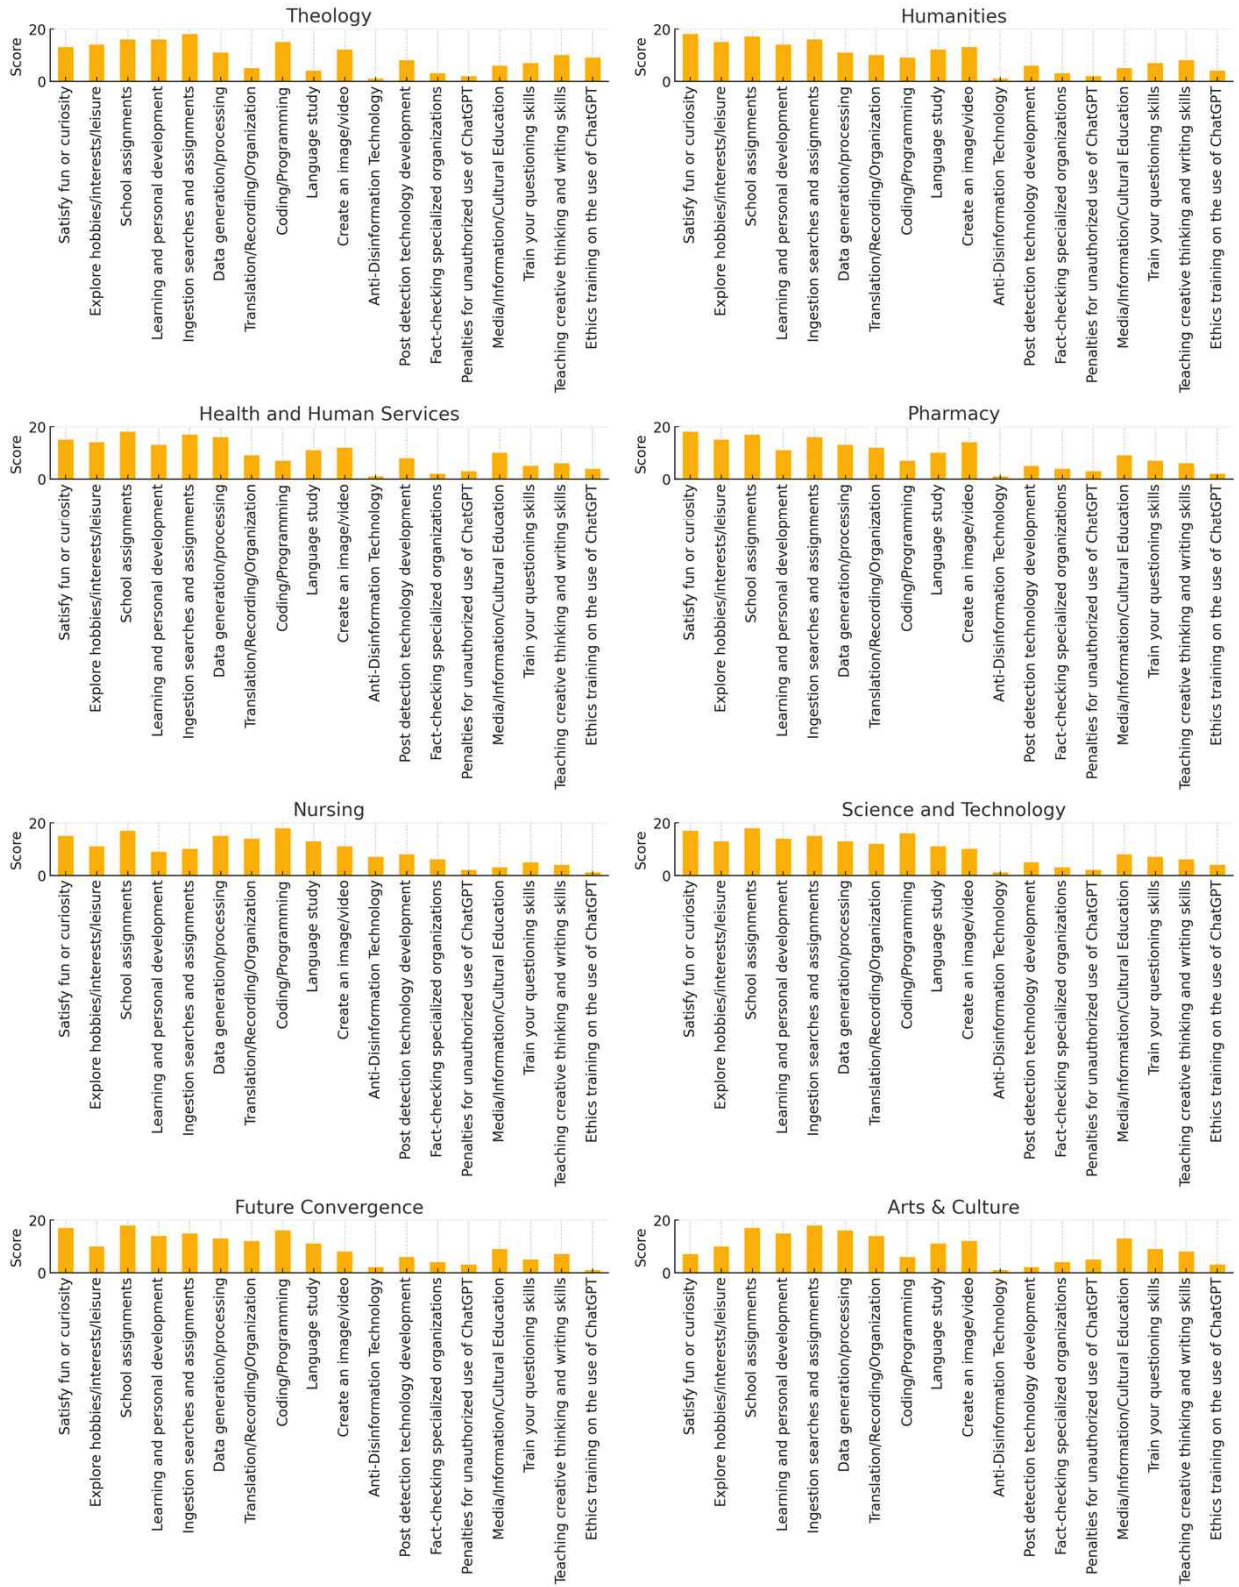 Theology
Score
20
0
Satisfy fun or curiosity
Explore hobbies/interests/leisure
School assignments
Learning and personal development
Ingestion searches and assignments
Data generation/processing
Translation/Recording/Organization
Coding/Programming
Language study
Create an image/video
Anti-Disinformation Technology
Post detection technology development
Fact-checking specialized organizations
Penalties for unauthorized use of ChatGPT
Media/Information/Cultural Education
Train your questioning skills
Teaching creative thinking and writing skills
Ethics training on the use of ChatGPT
Humanities
Score
20
0
Satisfy fun or curiosity
Explore hobbies/interests/leisure
School assignments
Learning and personal development
Ingestion searches and assignments
Data generation/processing
Translation/Recording/Organization
Coding/Programming
Language study
Create an image/video
Anti-Disinformation Technology
Post detection technology development
Fact-checking specialized organizations
Penalties for unauthorized use of ChatGPT
Media/Information/Cultural Education
Train your questioning skills
Teaching creative thinking and writing skills
Ethics training on the use of ChatGPT
Health and Human Services
Score
20
0
Satisfy fun or curiosity
Explore hobbies/interests/leisure
School assignments
Learning and personal development
Ingestion searches and assignments
Data generation/processing
Translation/Recording/Organization
Coding/Programming
Language study
Create an image/video
Anti-Disinformation Technology
Post detection technology development
Fact-checking specialized organizations
Penalties for unauthorized use of ChatGPT
Media/Information/Cultural Education
Train your questioning skills
Teaching creative thinking and writing skills
Ethics training on the use of ChatGPT
Pharmacy
Score
20
0
Satisfy fun or curiosity
Explore hobbies/interests/leisure
School assignments
Learning and personal development
Ingestion searches and assignments
Data generation/processing
Translation/Recording/Organization
Coding/Programming
Language study
Create an image/video
Anti-Disinformation Technology
Post detection technology development
Fact-checking specialized organizations
Penalties for unauthorized use of ChatGPT
Media/Information/Cultural Education
Train your questioning skills
Teaching creative thinking and writing skills
Ethics training on the use of ChatGPT
Nursing
Score
20
0
Satisfy fun or curiosity
Explore hobbies/interests/leisure
School assignments
Learning and personal development
Ingestion searches and assignments
Data generation/processing
Translation/Recording/Organization
Coding/Programming
Language study
Create an image/video
Anti-Disinformation Technology
Post detection technology development
Fact-checking specialized organizations
Penalties for unauthorized use of ChatGPT
Media/Information/Cultural Education
Train your questioning skills
Teaching creative thinking and writing skills
Ethics training on the use of ChatGPT
Science and Technology
Score
20
0
Satisfy fun or curiosity
Explore hobbies/interests/leisure
School assignments
Learning and personal development
Ingestion searches and assignments
Data generation/processing
Translation/Recording/Organization
Coding/Programming
Language study
Create an image/video
Anti-Disinformation Technology
Post detection technology development
Fact-checking specialized organizations
Penalties for unauthorized use of ChatGPT
Media/Information/Cultural Education
Train your questioning skills
Teaching creative thinking and writing skills
Ethics training on the use of ChatGPT
Future Convergence
Score
20
0
Satisfy fun or curiosity
Explore hobbies/interests/leisure
School assignments
Learning and personal development
Ingestion searches and assignments
Data generation/processing
Translation/Recording/Organization
Coding/Programming
Language study
Create an image/video
Anti-Disinformation Technology
Post detection technology development
Fact-checking specialized organizations
Penalties for unauthorized use of ChatGPT
Media/Information/Cultural Education
Train your questioning skills
Teaching creative thinking and writing skills
Ethics training on the use of ChatGPT
Arts & Culture
Score
20
0
Satisfy fun or curiosity
Explore hobbies/interests/leisure
School assignments
Learning and personal development
Ingestion searches and assignments
Data generation/processing
Translation/Recording/Organization
Coding/Programming
Language study
Create an image/video
Anti-Disinformation Technology
Post detection technology development
Fact-checking specialized organizations
Penalties for unauthorized use of ChatGPT
Media/Information/Cultural Education
Train your questioning skills
Teaching creative thinking and writing skills
Ethics training on the use of ChatGPT